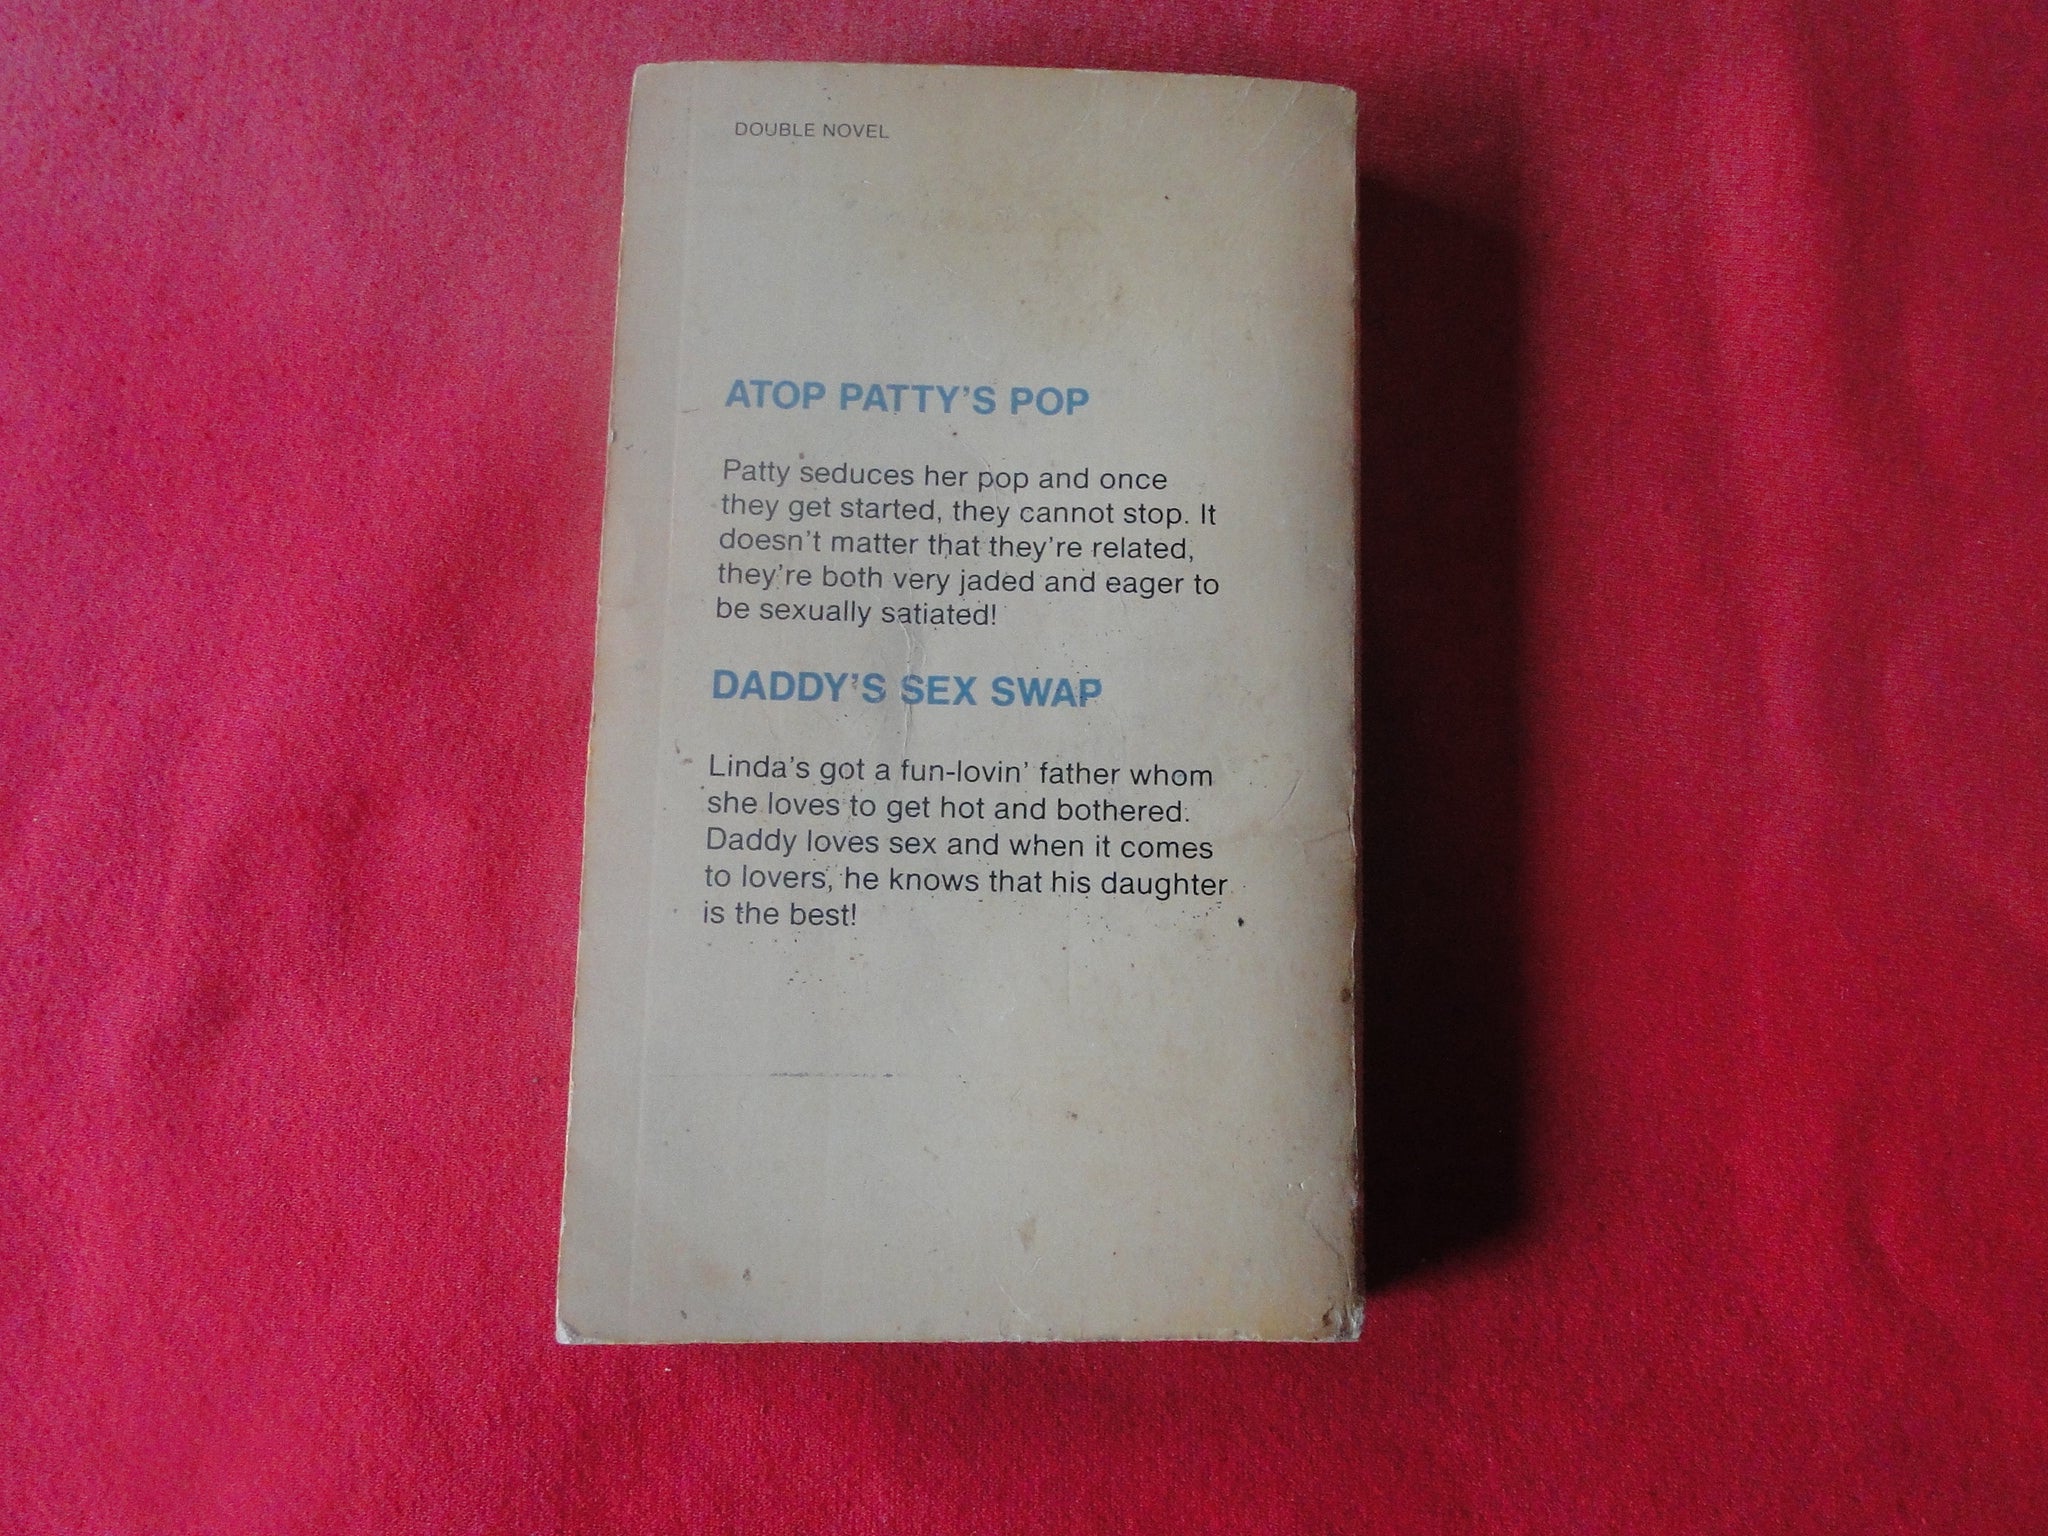 DOUBLE NOVEL
ATOP PATTY'S POP
Patty seduces her pop and once
they get started, they cannot stop. It
doesn't matter that they're related,
they're both very jaded and eager to
be sexually satiated!
DADDY'S SEX SWAP
Linda's got a fun-lovin' father whom
she loves to get hot and bothered.
Daddy loves sex and when it comes
to lovers, he knows that his daughter
is the best!